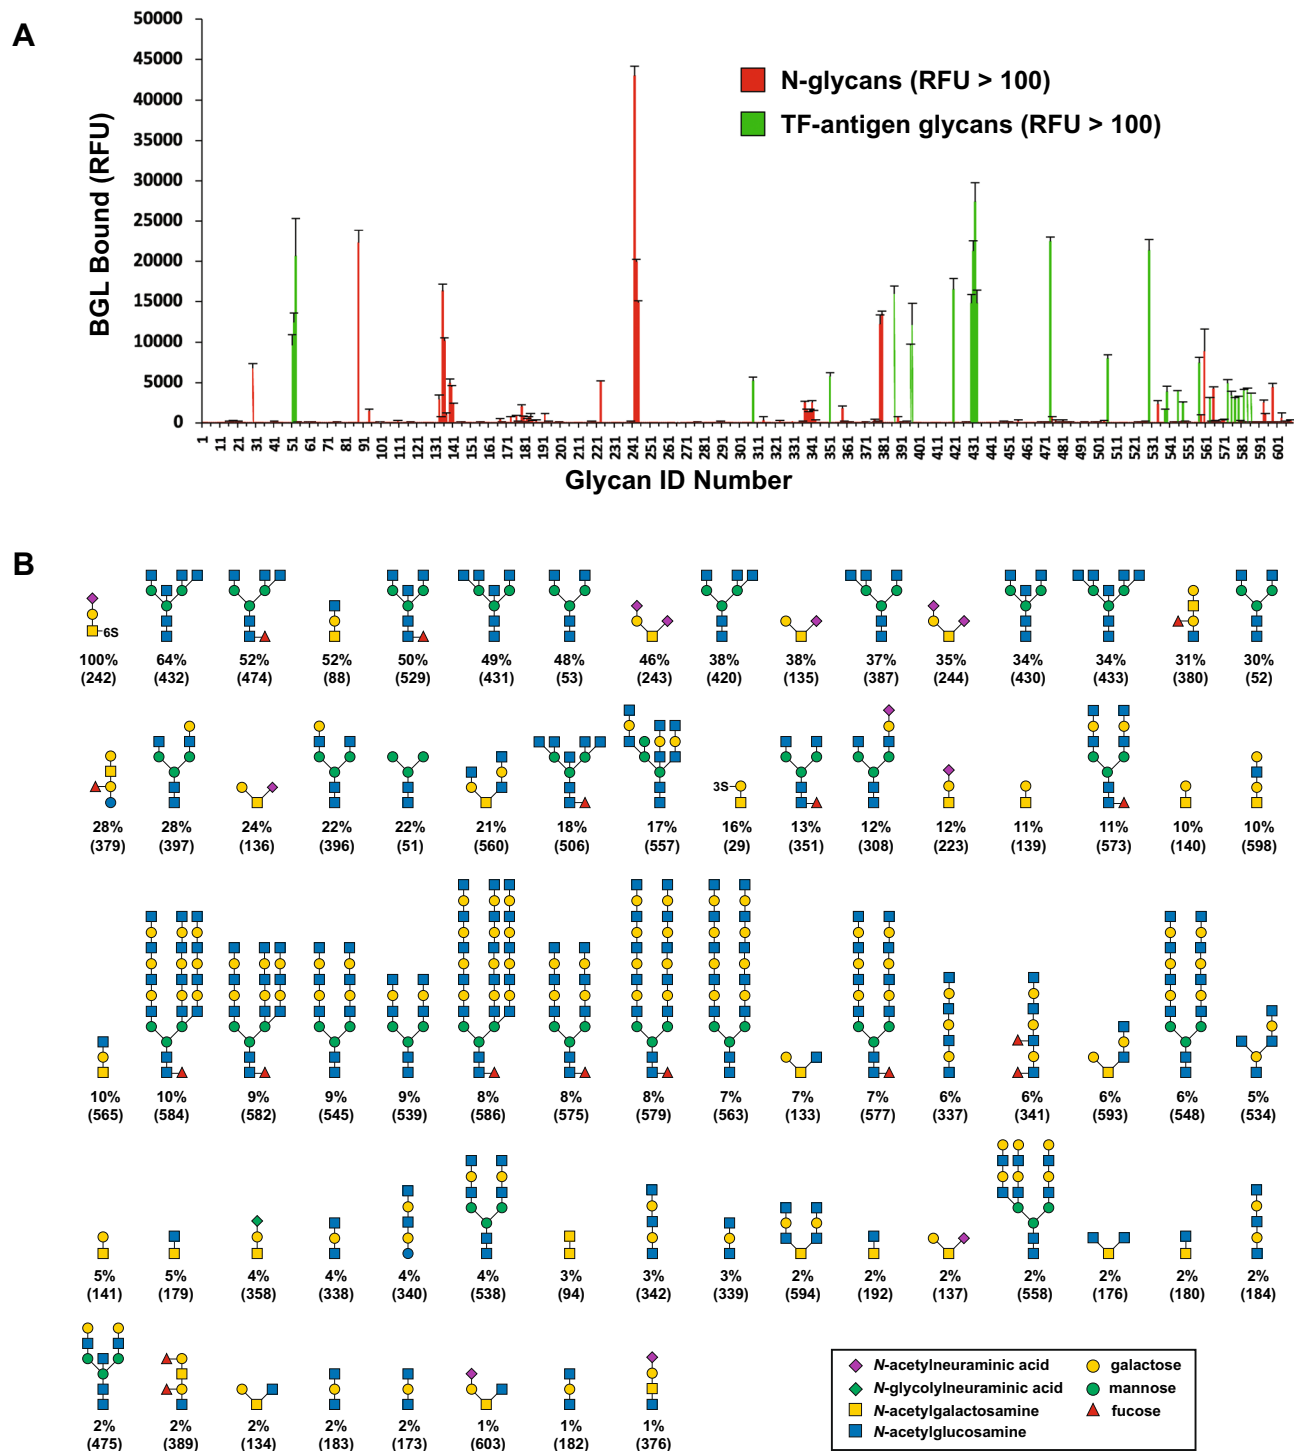 A
50000
45000
40000
35000
30000
25000
20000
15000
10000
5000
0
BGL Bound (RFU)
N-glycans (RFU > 100)
TF-antigen glycans (RFU > 100)
1 11 21 31 41 51 61 71 81 91 101 111 121 131 141 151 161 171 181 191 201 211 221 231 241 251 261 271 281 291 301 311 321 331 341 351 361 371 381 391 401 411 421 431 441 451 461 471 481 491 501 511 521 531 541 551 561 571 581 591 601
Glycan ID Number
B
6S
100% 64% 52% 52% 50% 49% 48% 46% 38% 38% 37% 35% 34% 34% 31% 30%
(242) (432) (474) (88) (529) (431) (53) (243) (420) (135) (387) (244) (430) (433) (380) (52)
3S
28% 28% 24% 22% 22% 21% 18% 17% 16% 13% 12% 12% 11% 11% 10% 10%
(379) (397) (136) (396) (51) (560) (506) (557) (29) (351) (308) (223) (139) (573) (140) (598)
10% 10% 9% 9% 9% 8% 8% 8% 7% 7% 7% 6% 6% 6% 6% 5%
(565) (584) (582) (545) (539) (586) (575) (579) (563) (133) (577) (337) (341) (593) (548) (534)
5% 5% 4% 4% 4% 4% 3% 3% 3% 2% 2% 2% 2% 2% 2% 2%
(141) (179) (358) (338) (340) (538) (94) (342) (339) (594) (192) (137) (558) (176) (180) (184)
2% 2% 2% 2% 2% 1% 1% 1%
(475) (389) (134) (183) (173) (603) (182) (376)
N-acetylneuraminic acid
N-glycolylneuraminic acid
N-acetylgalactosamine
N-acetylglucosamine
galactose
mannose
fucose